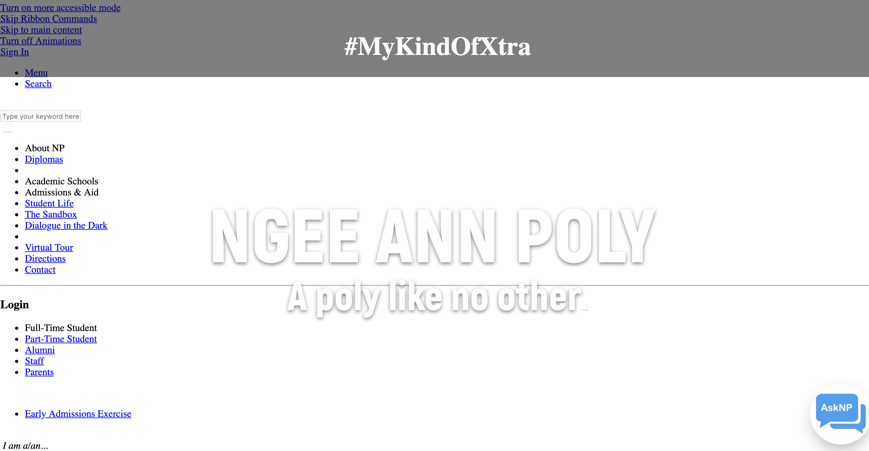 Turn on more accessible mode
Skip Ribbon Commands
Skip to main content
Turn off Animations
Sign In
#MyKindOfXtra
Menu
Search
Type your keyword here
About NP
Diplomas
Academic Schools
Admissions & Aid
Student Life
The Sandbox
Dialogue in the Dark
Virtual Tour
Directions
Contact
NGEE ANN POLY
A poly like no other.
Login
Full-Time Student
Part-Time Student
Alumni
Staff
Parents
Early Admissions Exercise
AskNP
I am a/an...